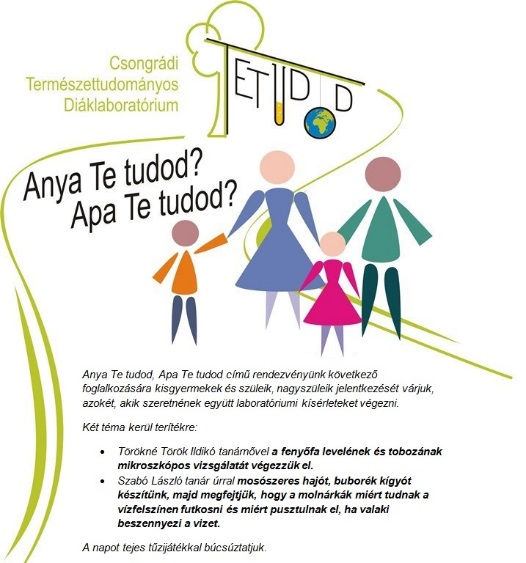 Csongrádi
Természettudományos
Diáklaboratórium
TETUDOD
Anya Te tudod?
Apa Te tudod?
Anya Te tudod, Apa Te tudod című rendezvényünk következő
foglalkozására kisgyermekek és szüleik, nagyszüleik jelentkezését várjuk,
azokét, akik szeretnének együtt laboratóriumi kísérleteket végezni.
Két téma kerül terítékre:
• Törökné Török Ildikó tanárnővel a fenyőfa levelének és tobozának
mikroszkópos vizsgálatát végezzük el.
• Szabó László tanár úrral mosószeres hajót, buborék kígyót
készítünk, majd megfejtjük, hogy a molnárkák miért tudnak a
vízfelszínen futkosni és miért pusztulnak el, ha valaki
beszennyezi a vizet.
A napot tejes tűzijátékkal búcsúztatjuk.